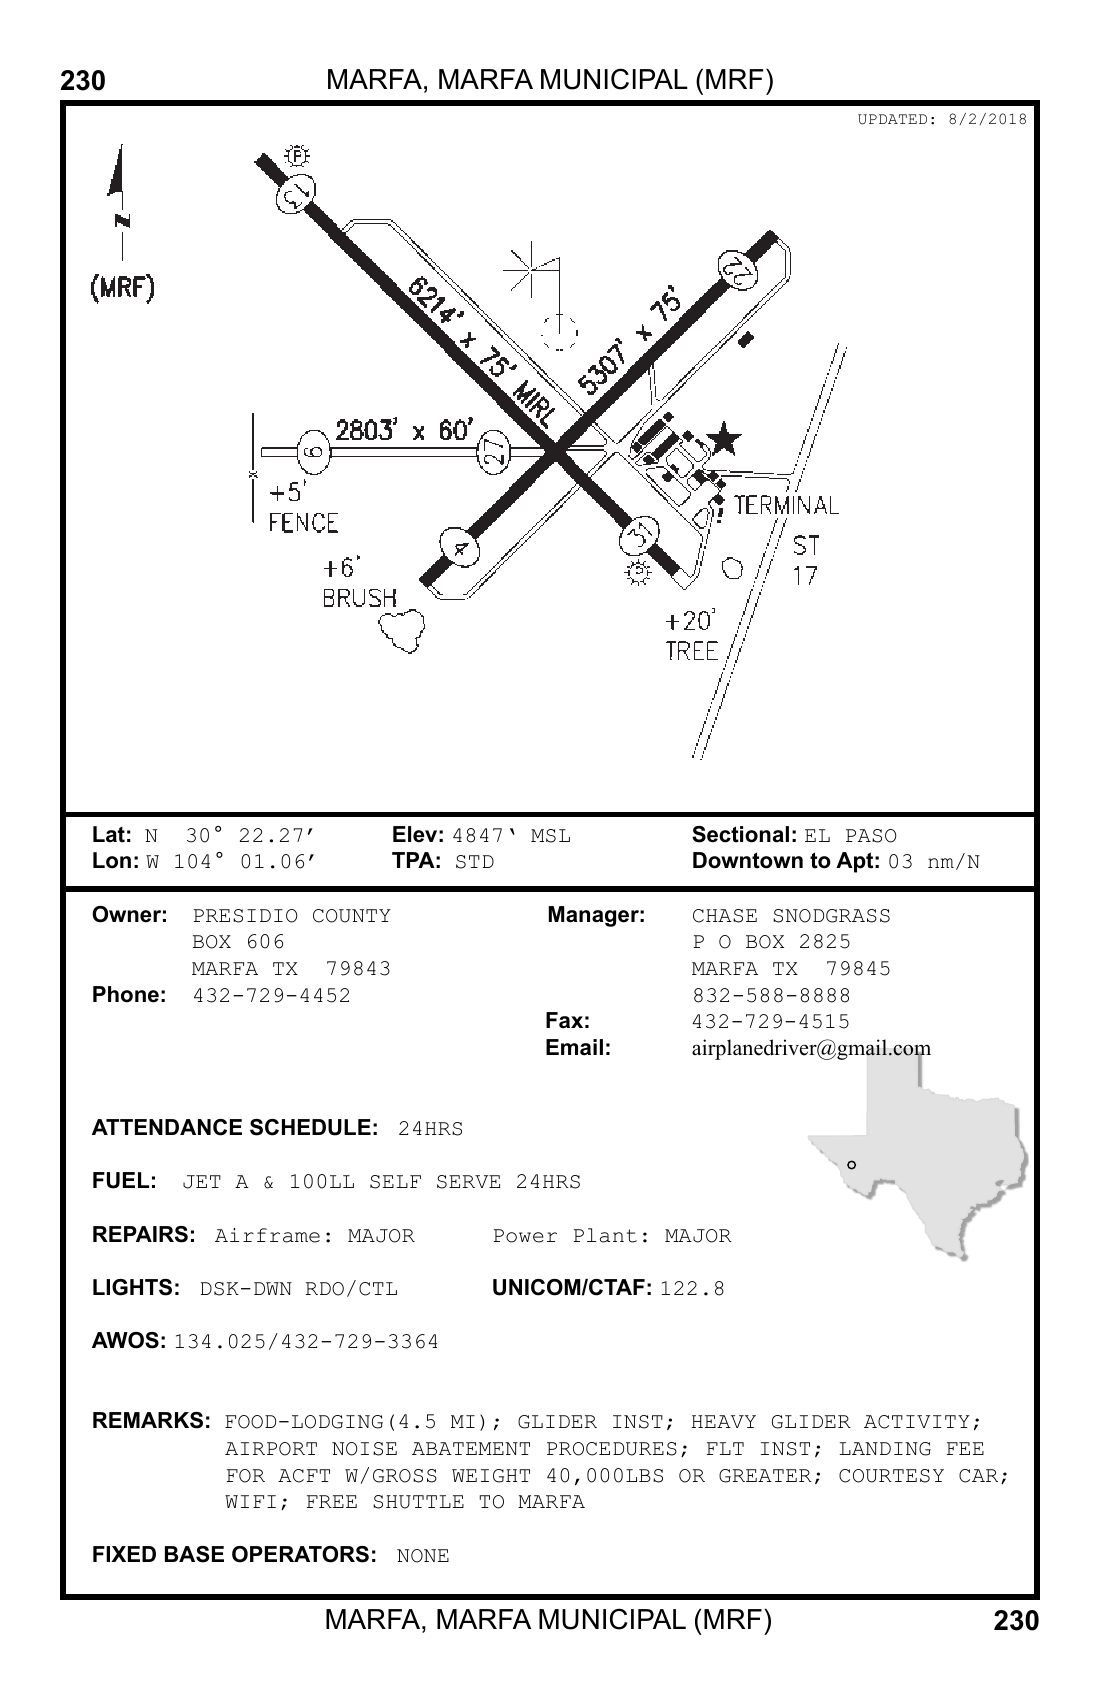 230 MARFA, MARFA MUNICIPAL (MRF)
UPDATED: 8/2/2018
N
(MRF)
P
13
22
6214' x 75' MIRL
5307' x 75'
2803' x 60'
9
27
+5'
FENCE
TERMINAL
4
31
ST
17
+6'
BRUSH
+20'
TREE
Lat: N 30° 22.27’ Elev: 4847‘ MSL Sectional: EL PASO
Lon: W 104° 01.06’ TPA: STD Downtown to Apt: 03 nm/N
Owner: PRESIDIO COUNTY Manager: CHASE SNODGRASS
BOX 606 P O BOX 2825
MARFA TX 79843 MARFA TX 79845
Phone: 432-729-4452 832-588-8888
Fax: 432-729-4515
Email: airplanedriver@gmail.com
ATTENDANCE SCHEDULE: 24HRS
FUEL: JET A & 100LL SELF SERVE 24HRS
REPAIRS: Airframe: MAJOR Power Plant: MAJOR
LIGHTS: DSK-DWN RDO/CTL UNICOM/CTAF: 122.8
AWOS: 134.025/432-729-3364
REMARKS: FOOD-LODGING(4.5 MI); GLIDER INST; HEAVY GLIDER ACTIVITY;
AIRPORT NOISE ABATEMENT PROCEDURES; FLT INST; LANDING FEE
FOR ACFT W/GROSS WEIGHT 40,000LBS OR GREATER; COURTESY CAR;
WIFI; FREE SHUTTLE TO MARFA
FIXED BASE OPERATORS: NONE
MARFA, MARFA MUNICIPAL (MRF) 230